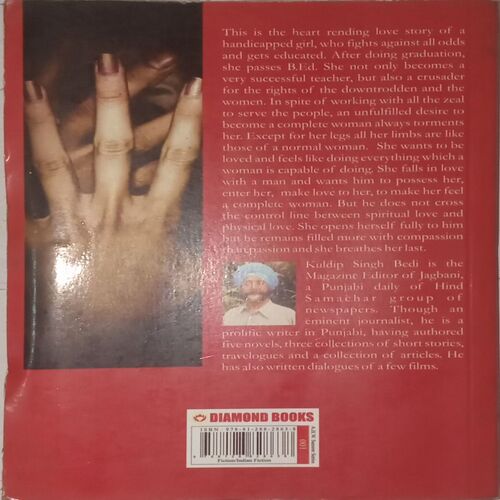 This is the heart rending love story of a
handicapped girl, who fights against all odds
and gets educated. After doing graduation,
she passes B.Ed. She not only becomes a
very successful teacher, but also a crusader
for the rights of the downtrodden and the
women. In spite of working with all the zeal
to serve the people, an unfulfilled desire to
become a complete woman always torments
her. Except for her legs all her limbs are like
those of a normal woman. She wants to be
loved and feels like doing everything which a
woman is capable of doing. She falls in love
with a man and wants him to possess her,
enter her, make love to her, to make her feel
a complete woman. But he does not cross
the control line between spiritual love and
physical love. She opens herself fully to him
but he remains filled more with compassion
than passion and she breathes her last.
Kuldip Singh Bedi is the
Magazine Editor of Jagbani,
a Punjabi daily of Hind
Samachar group of
newspapers. Though an
eminent journalist, he is a
prolific writer in Punjabi, having authored
five novels, three collections of short stories,
travelogues and a collection of articles. He
has also written dialogues of a few films.
DIAMOND BOOKS
ISBN
Fiction/Indian Fiction
001